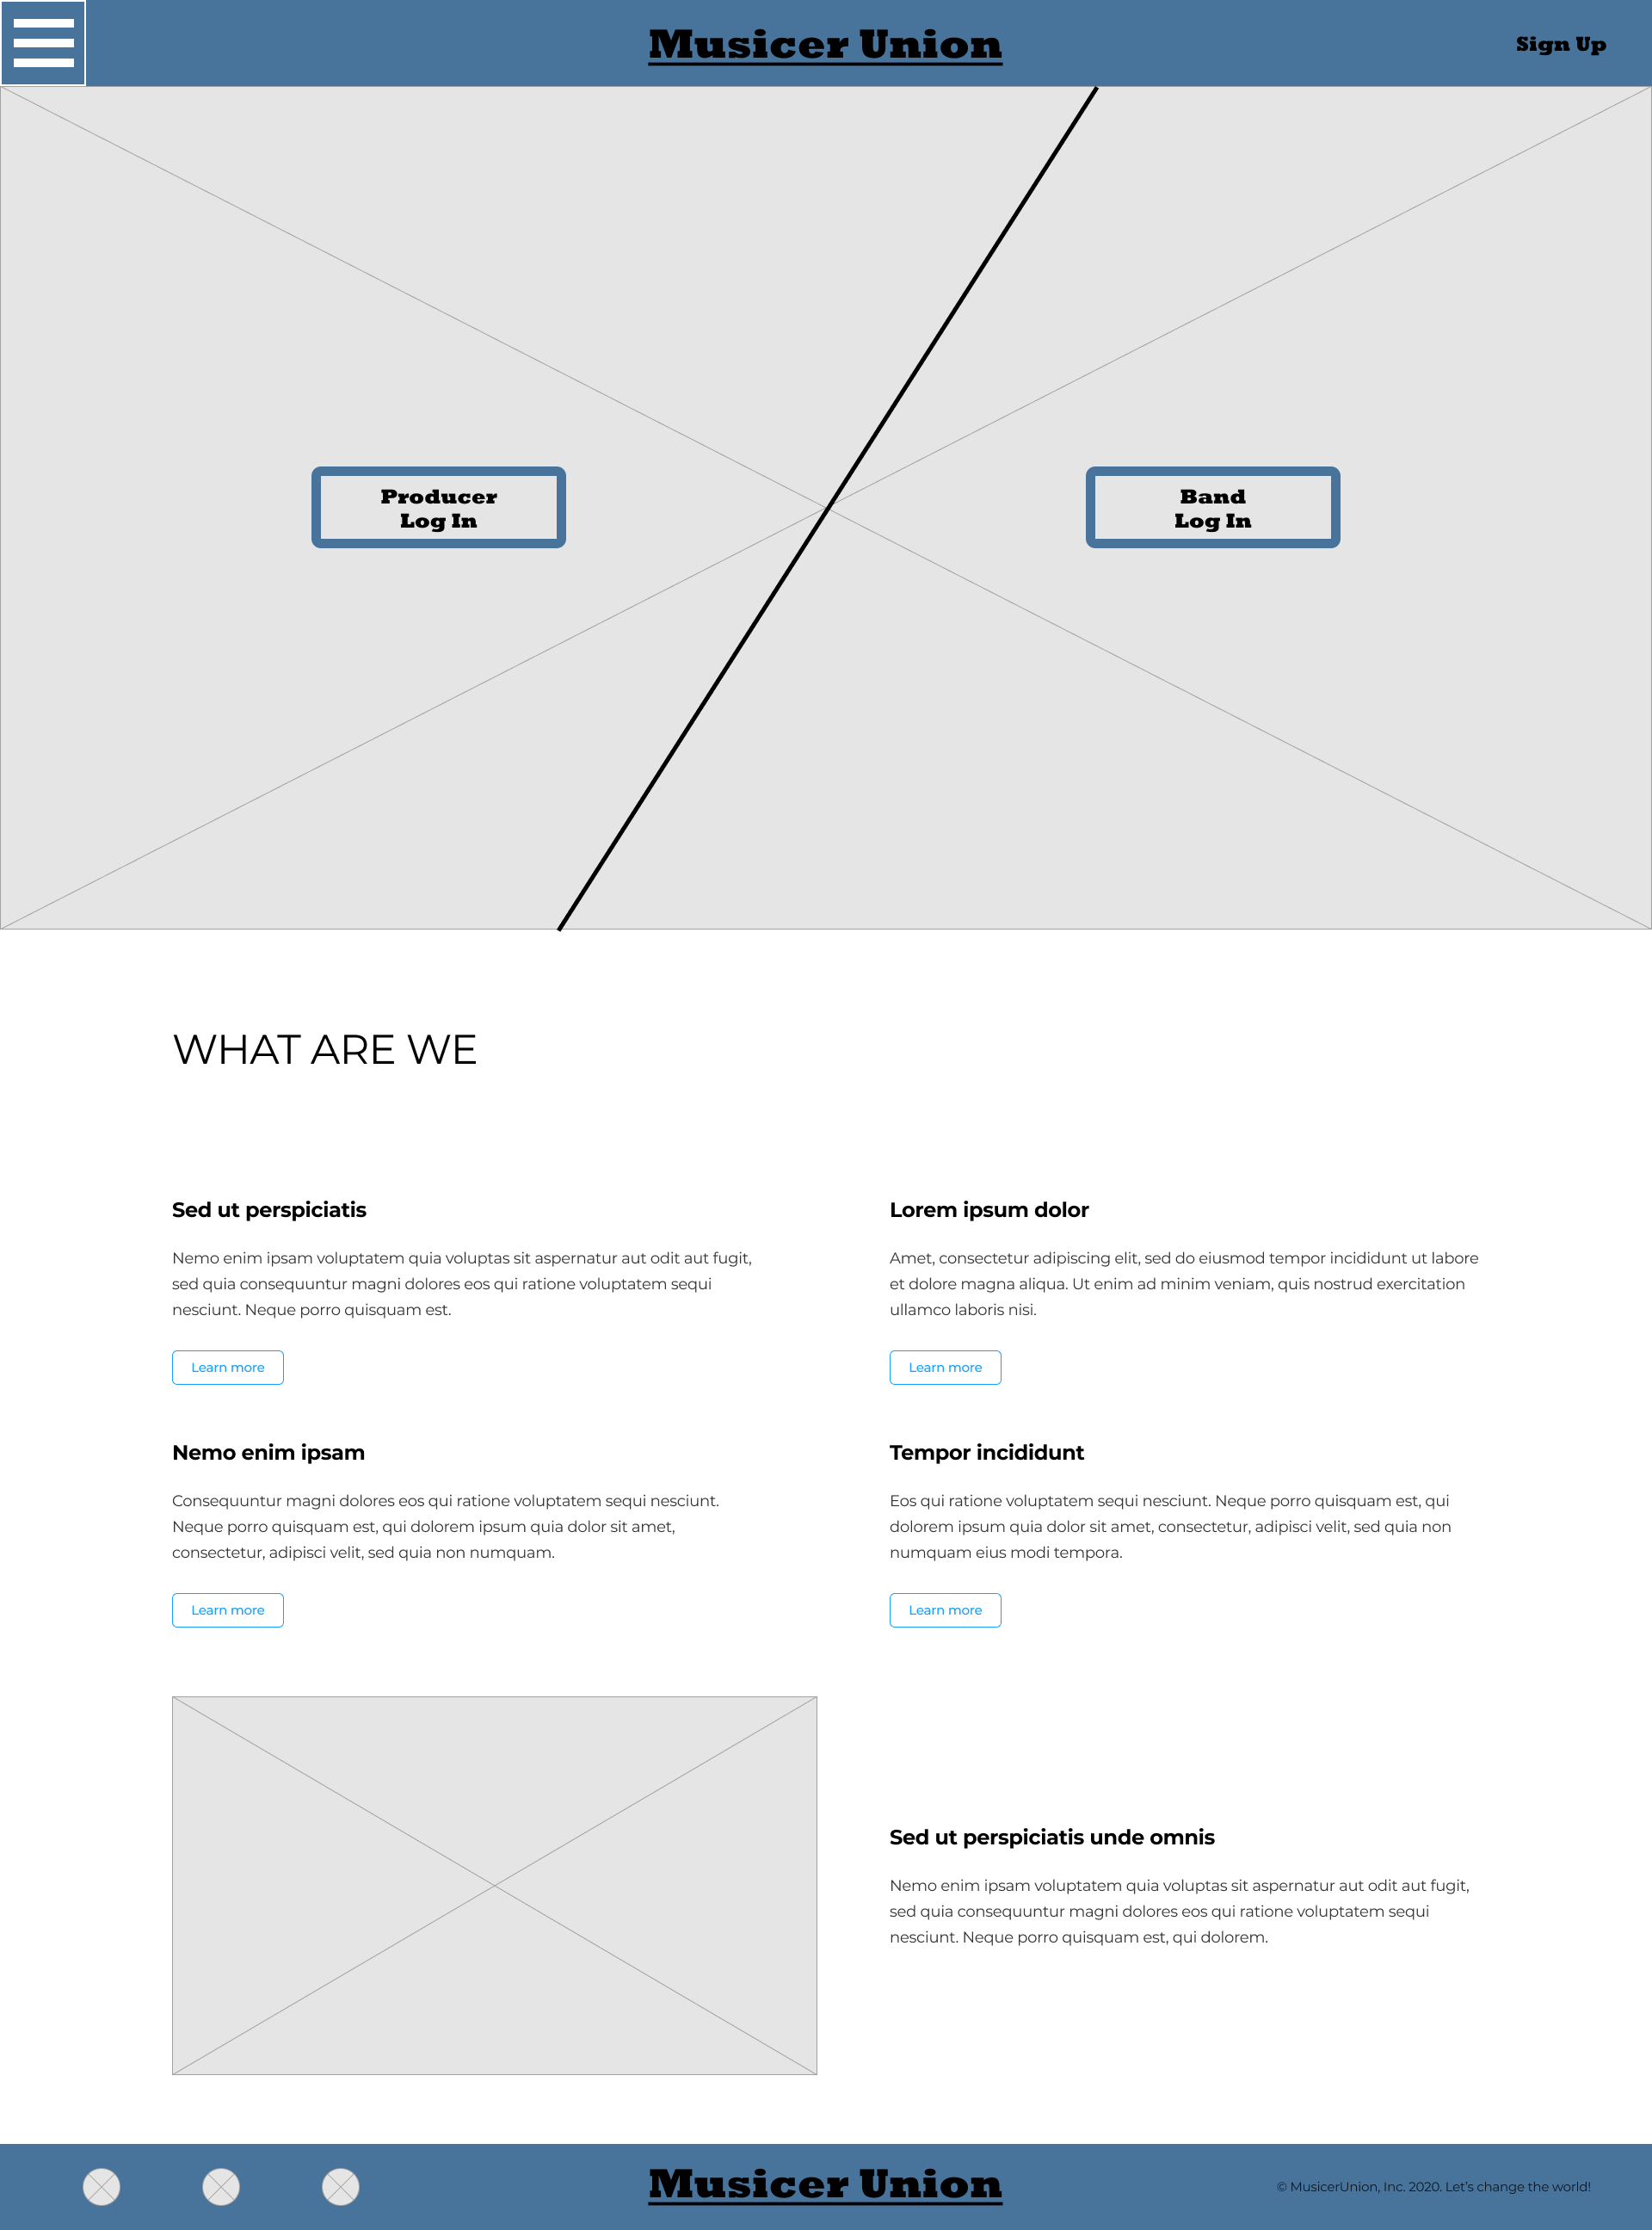 Musicer Union
Sign Up
Producer
Log In
Band
Log In
WHAT ARE WE
Sed ut perspiciatis
Nemo enim ipsam voluptatem quia voluptas sit aspernatur aut odit aut fugit,
sed quia consequuntur magni dolores eos qui ratione voluptatem sequi
nesciunt. Neque porro quisquam est.
Learn more
Lorem ipsum dolor
Amet, consectetur adipiscing elit, sed do eiusmod tempor incididunt ut labore
et dolore magna aliqua. Ut enim ad minim veniam, quis nostrud exercitation
ullamco laboris nisi.
Learn more
Nemo enim ipsam
Consequuntur magni dolores eos qui ratione voluptatem sequi nesciunt.
Neque porro quisquam est, qui dolorem ipsum quia dolor sit amet,
consectetur, adipisci velit, sed quia non numquam.
Learn more
Tempor incididunt
Eos qui ratione voluptatem sequi nesciunt. Neque porro quisquam est, qui
dolorem ipsum quia dolor sit amet, consectetur, adipisci velit, sed quia non
numquam eius modi tempora.
Learn more
Sed ut perspiciatis unde omnis
Nemo enim ipsam voluptatem quia voluptas sit aspernatur aut odit aut fugit,
sed quia consequuntur magni dolores eos qui ratione voluptatem sequi
nesciunt. Neque porro quisquam est, qui dolorem.
Musicer Union
© MusicerUnion, Inc. 2020. Let's change the world!